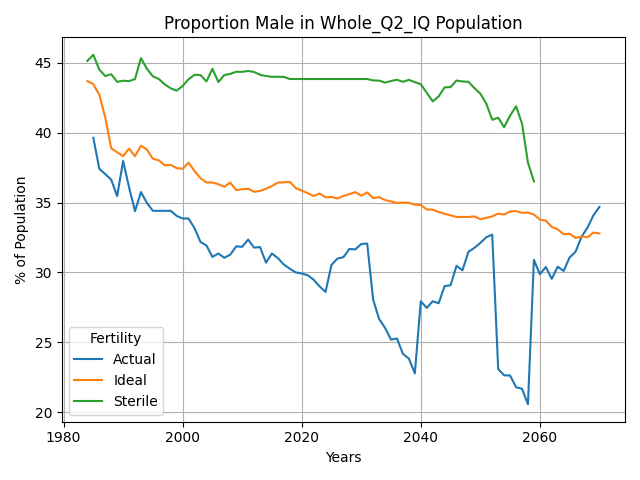 Proportion Male in Whole_Q2_IQ Population
% of Population
45
40
35
30
25
20
Fertility
Actual
Ideal
Sterile
1980
2000
2020
2040
2060
Years